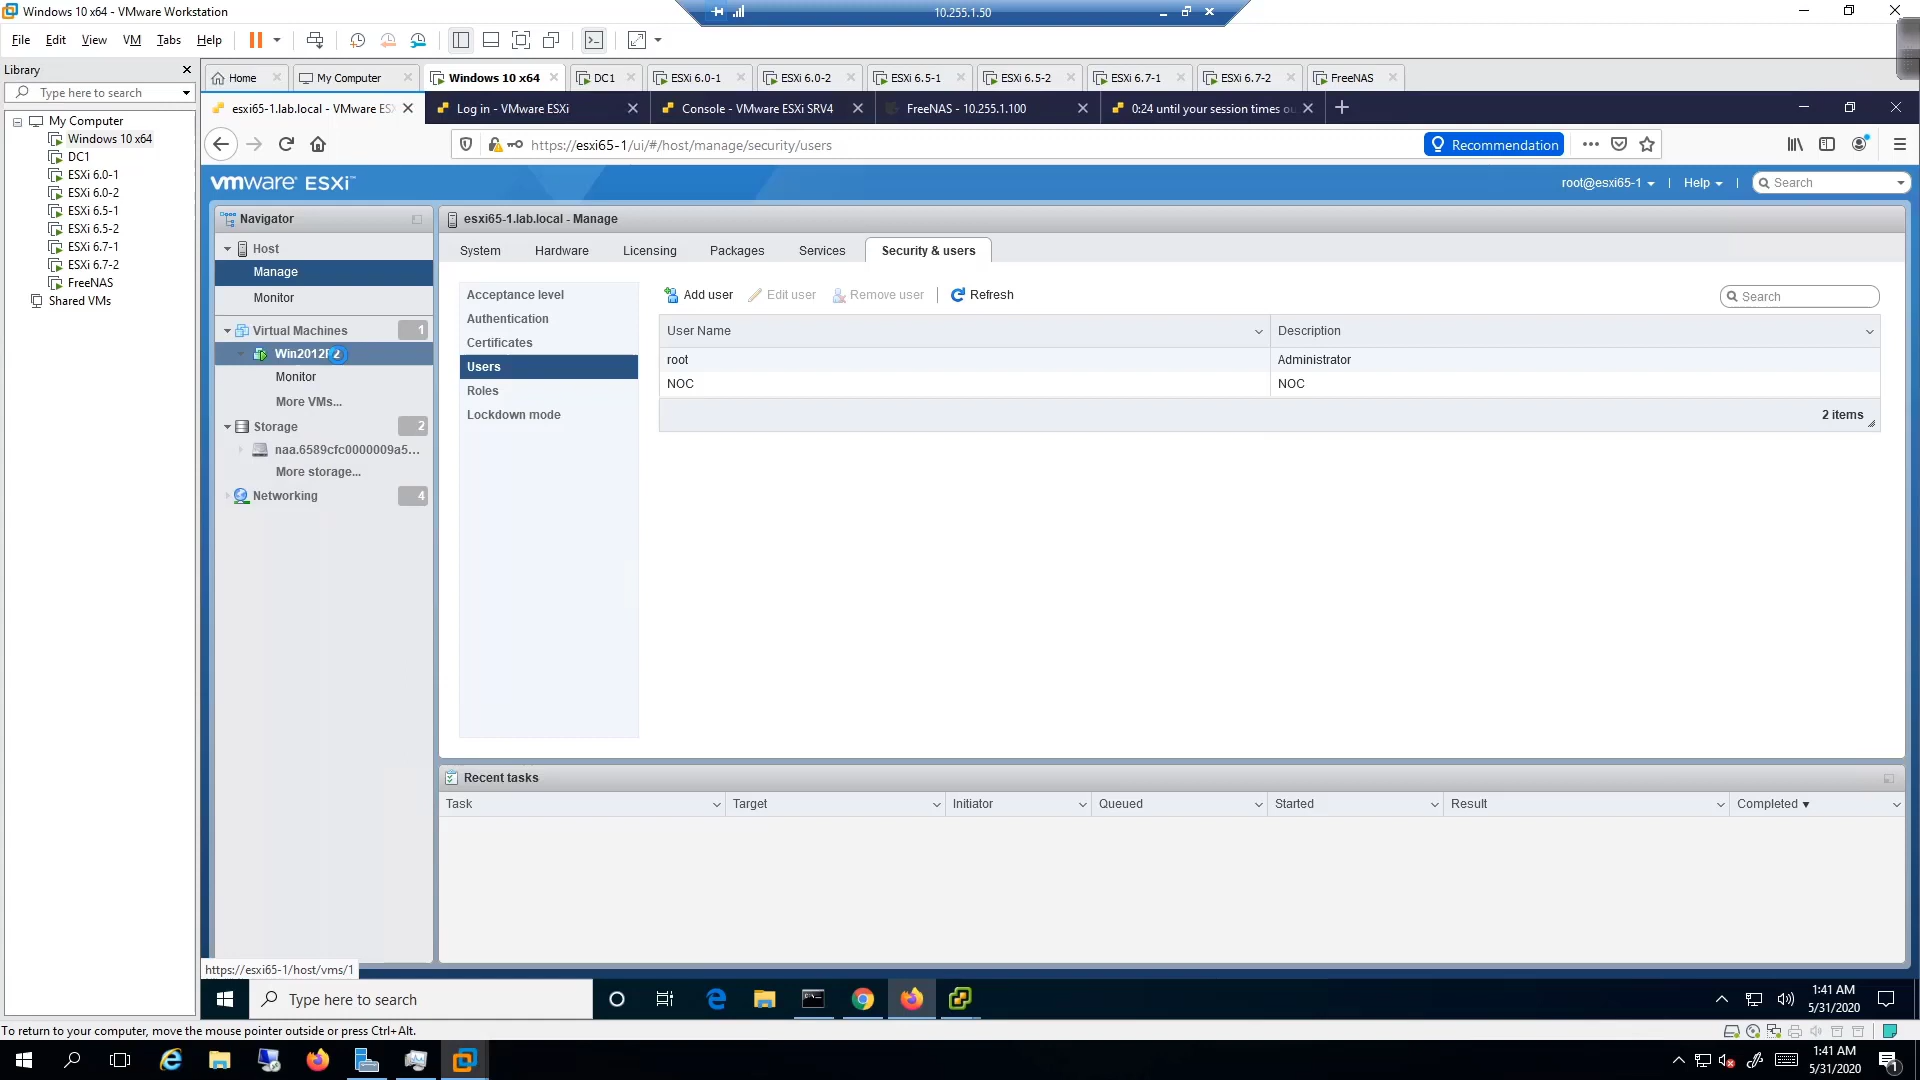 Windows 10 x64 - VMware Workstation
10.255.1.50
File Edit View VM Tabs Help
Library
Type here to search
My Computer
Windows 10 x64
DC1
ESXi 6.0-1
ESXi 6.0-2
ESXi 6.5-1
ESXi 6.5-2
ESXi 6.7-1
ESXi 6.7-2
FreeNAS
Shared VMs
Home My Computer Windows 10 x64 DC1 ESXi 6.0-1 ESXi 6.0-2 ESXi 6.5-1 ESXi 6.5-2 ESXi 6.7-1 ESXi 6.7-2 FreeNAS
esxi65-1.lab.local - VMware ES Log in - VMware ESXi Console - VMware ESXi SRV4 FreeNAS - 10.255.1.100 0:24 until your session times ou
https://esxi65-1/ui/#/host/manage/security/users Recommendation
vmware ESXi™ root@esxi65-1 | Help | Search
Navigator
Host
Manage
Monitor
Virtual Machines 1
Monitor
More VMs...
Storage 2
naa.6589cfc0000009a5...
More storage...
Networking 4
esxi65-1.lab.local - Manage
System Hardware Licensing Packages Services Security & users
Acceptance level
Authentication
Certificates
Users
Roles
Lockdown mode
Add user Edit user Remove user | Refresh Search
User Name Description
root Administrator
NOC NOC
2 items
Recent tasks
Task Target Initiator Queued Started Result Completed ▼
https://esxi65-1/host/vms/1
Type here to search
1:41 AM
5/31/2020
To return to your computer, move the mouse pointer outside or press Ctrl+Alt.
1:41 AM
5/31/2020
1